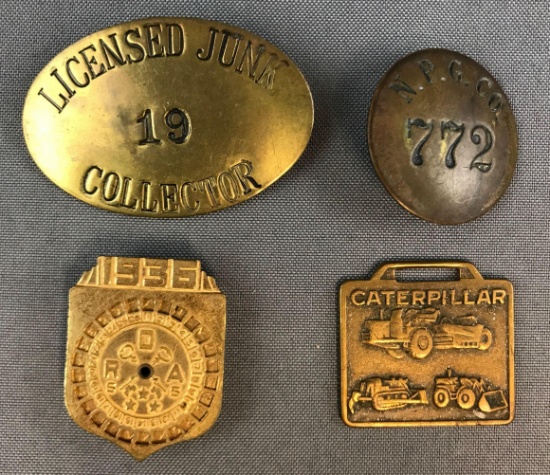 LICENSED JUNK
19
COLLECTOR
N.P.G.CO.
772
1936
CATERPILLAR